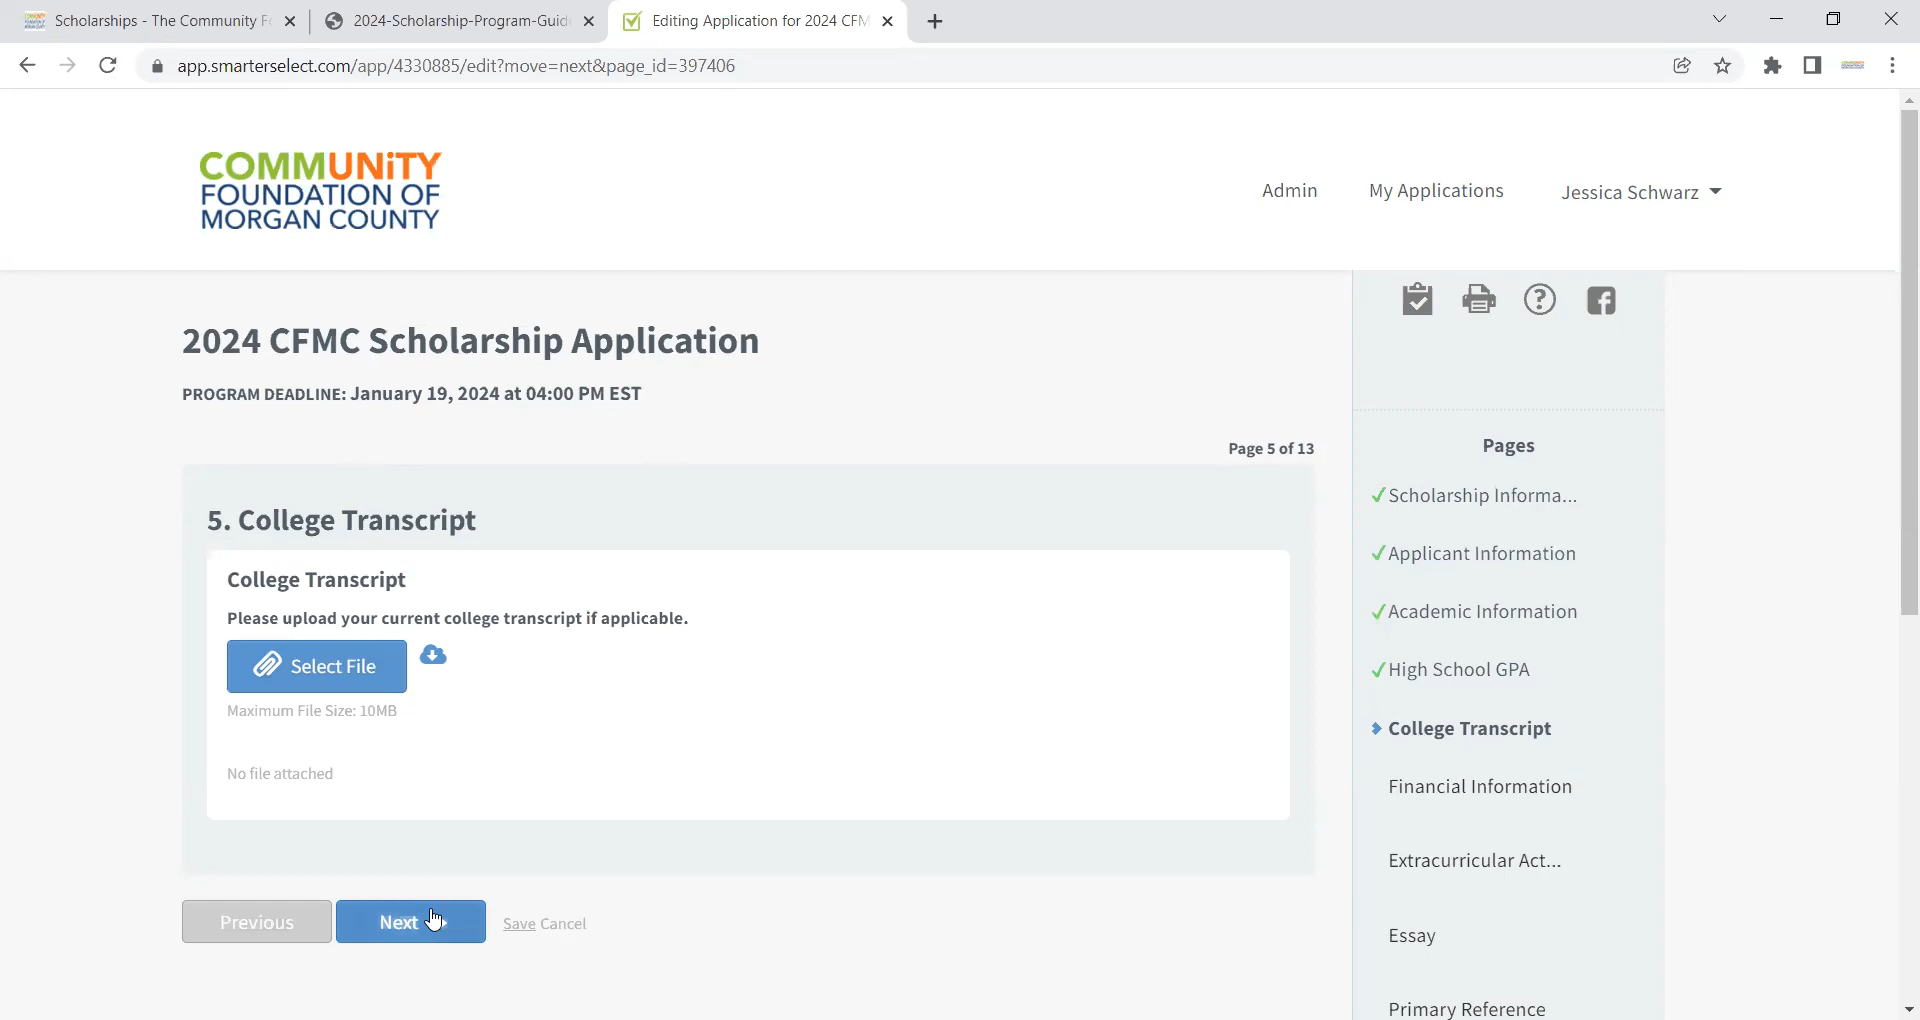 Scholarships - The Community F
2024-Scholarship-Program-Guid
Editing Application for 2024 CFM
app.smarterselect.com/app/4330885/edit?move=next&page_id=397406
COMMUNiTY
FOUNDATION OF
MORGAN COUNTY
Admin
My Applications
Jessica Schwarz
2024 CFMC Scholarship Application
PROGRAM DEADLINE: January 19, 2024 at 04:00 PM EST
Page 5 of 13
5. College Transcript
College Transcript
Please upload your current college transcript if applicable.
Select File
Maximum File Size: 10MB
No file attached
Previous
Next
Save Cancel
Pages
Scholarship Informa...
Applicant Information
Academic Information
High School GPA
College Transcript
Financial Information
Extracurricular Act...
Essay
Primary Reference